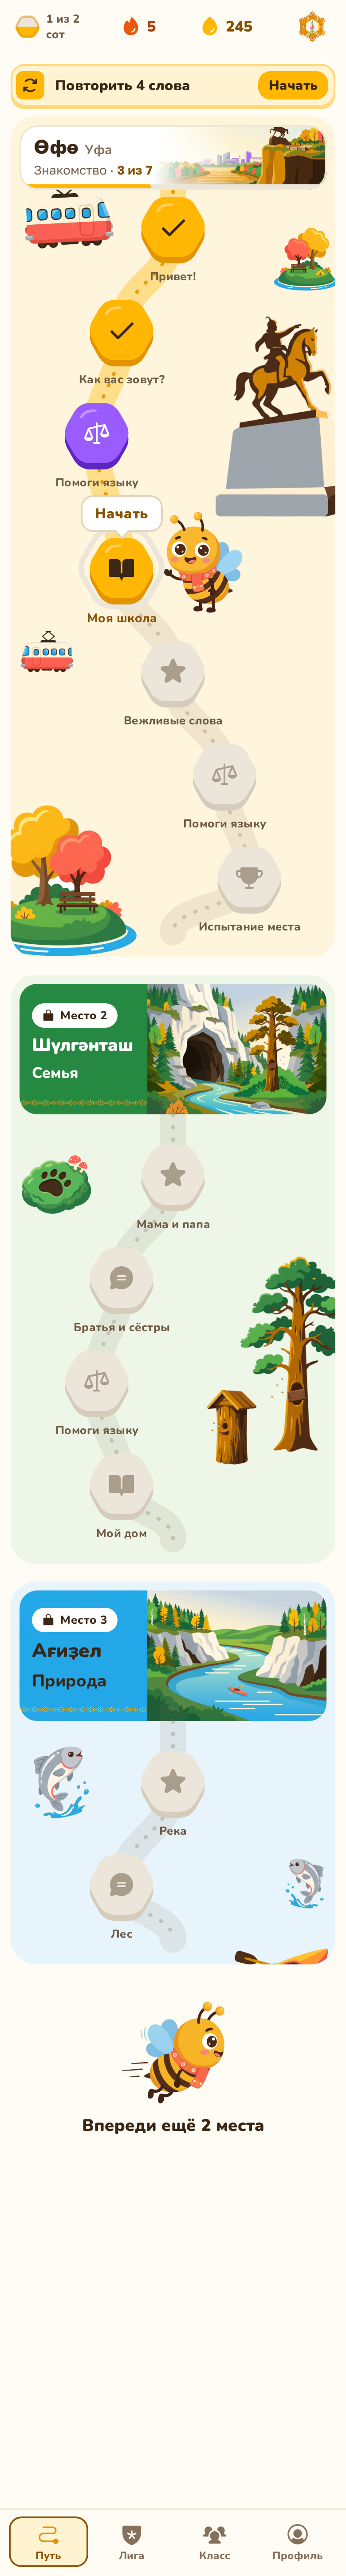 1 из 2
сот
5
245
Повторить 4 слова
Начать
Өфө Уфа
Знакомство · 3 из 7
Привет!
Как вас зовут?
Помоги языку
Начать
Моя школа
Вежливые слова
Помоги языку
Испытание места
Место 2
Шүлгәнташ
Семья
Мама и папа
Братья и сёстры
Помоги языку
Мой дом
Место 3
Ағиҙел
Природа
Река
Лес
Впереди ещё 2 места
Путь
Лига
Класс
Профиль